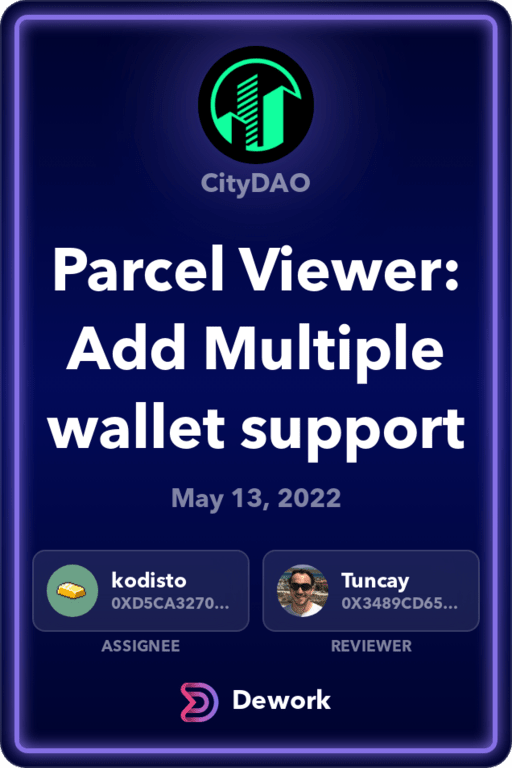 CityDAO
Parcel Viewer:
Add Multiple
wallet support
May 13, 2022
kodisto
0XD5CA3270...
ASSIGNEE
Tuncay
0X3489CD65...
REVIEWER
Dework